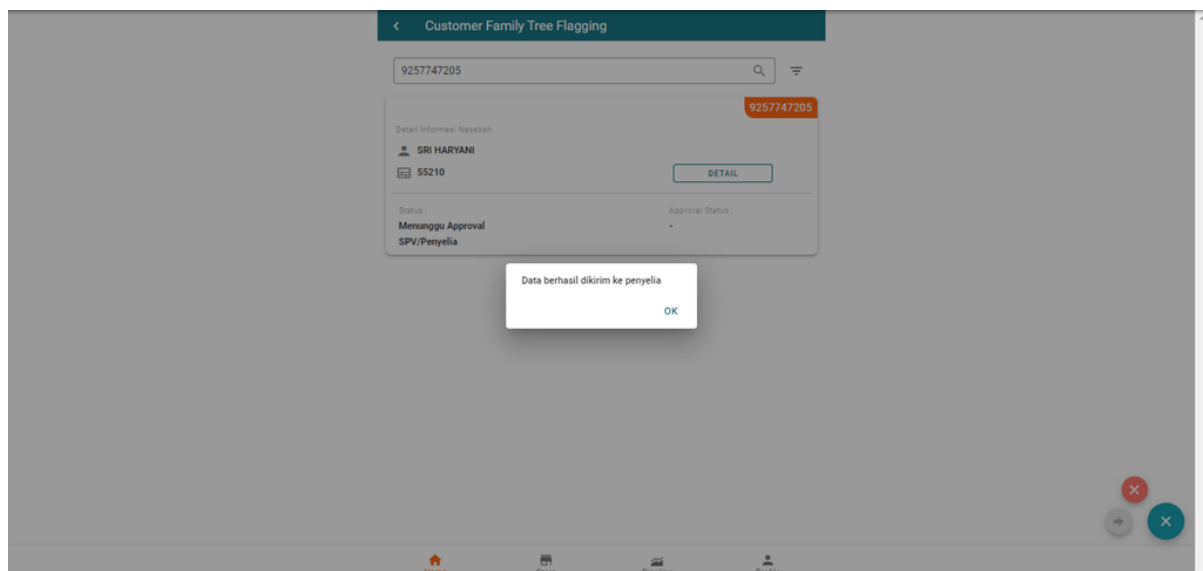 Customer Family Tree Flagging
9257747205
9257747205
Detail Informasi Nasabah
SRI HARYANI
55210
DETAIL
Status :
Approval Status :
Menunggu Approval
-
SPV/Penyelia
Data berhasil dikirim ke penyelia
OK